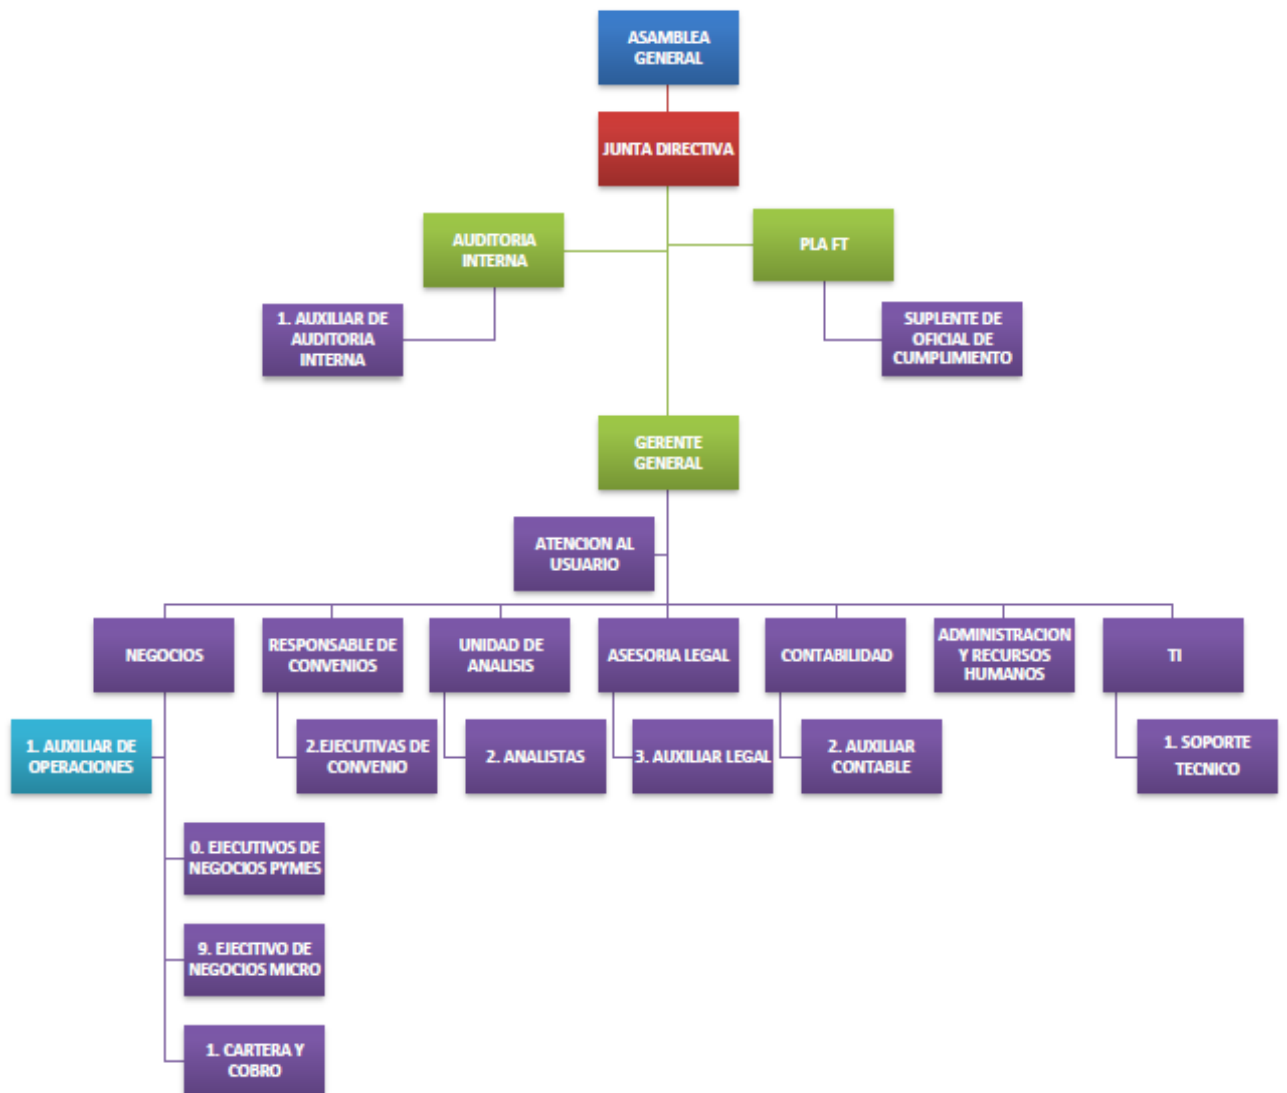 ASAMBLEA
GENERAL
JUNTA DIRECTIVA
AUDITORIA
INTERNA
PLA FT
1. AUXILIAR DE
AUDITORIA
INTERNA
SUPLENTE DE
OFICIAL DE
CUMPLIMIENTO
GERENTE
GENERAL
ATENCION AL
USUARIO
NEGOCIOS
RESPONSABLE DE
CONVENIOS
UNIDAD DE
ANALISIS
ASESORIA LEGAL
CONTABILIDAD
ADMINISTRACION
Y RECURSOS
HUMANOS
TI
1. AUXILIAR DE
OPERACIONES
2.EJECUTIVAS DE
CONVENIO
2. ANALISTAS
3. AUXILIAR LEGAL
2. AUXILIAR
CONTABLE
1. SOPORTE
TECNICO
0. EJECUTIVOS DE
NEGOCIOS PYMES
9. EJECITIVO DE
NEGOCIOS MICRO
1. CARTERA Y
COBRO